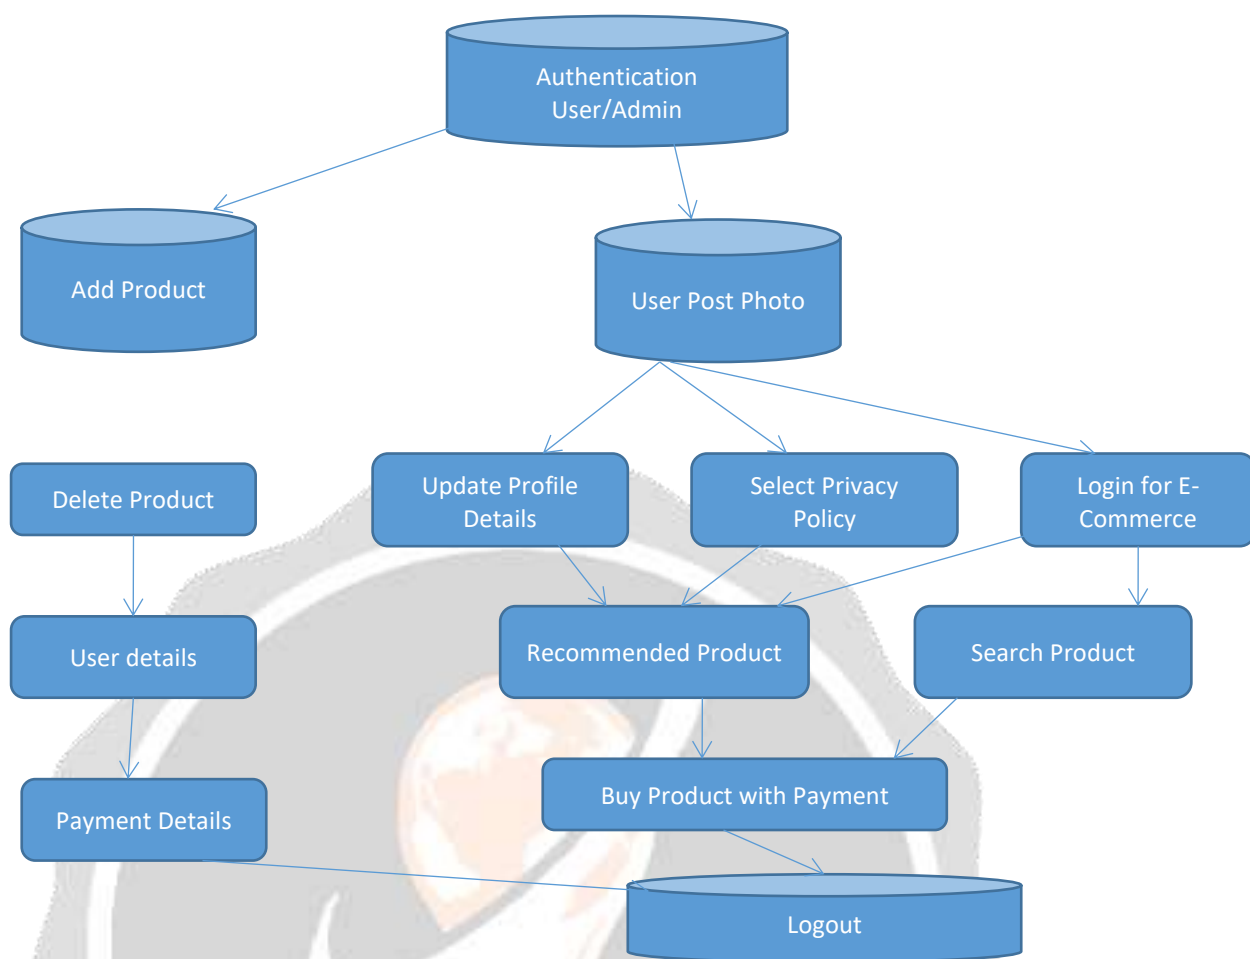 Authentication
User/Admin
Add Product
User Post Photo
Delete Product
Update Profile
Details
Select Privacy
Policy
Login for E-
Commerce
User details
Recommended Product
Search Product
Payment Details
Buy Product with Payment
Logout